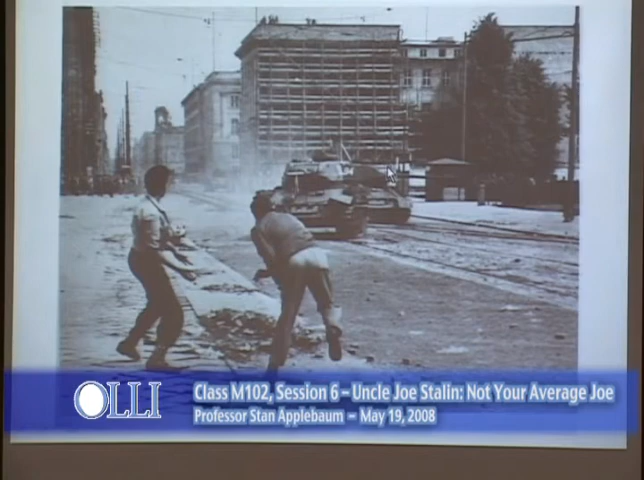 OLLI
Class M102, Session 6 – Uncle Joe Stalin: Not Your Average Joe
Professor Stan Applebaum – May 19, 2008